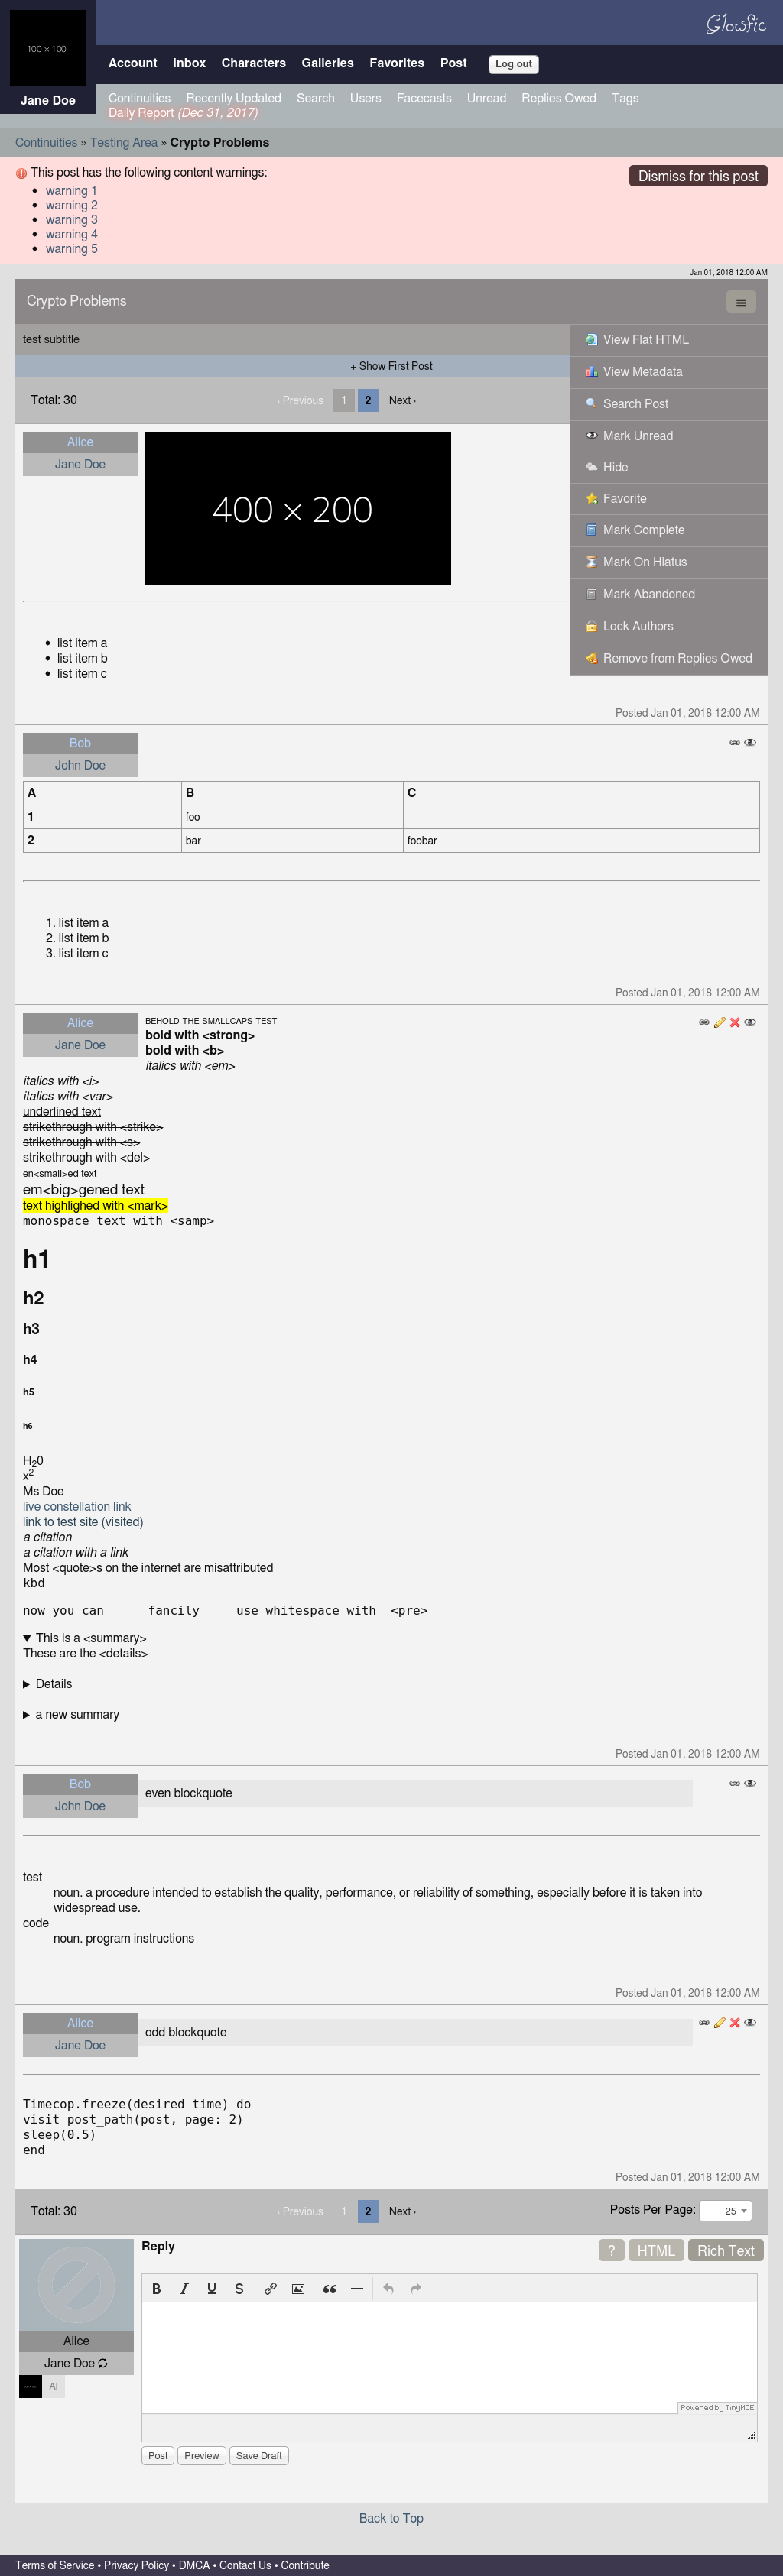 Glowfic
100 × 100
Account Inbox Characters Galleries Favorites Post Log out
Jane Doe
Continuities Recently Updated Search Users Facecasts Unread Replies Owed Tags
Daily Report (Dec 31, 2017)
Continuities » Testing Area » Crypto Problems
This post has the following content warnings:
Dismiss for this post
• warning 1
• warning 2
• warning 3
• warning 4
• warning 5
Jan 01, 2018 12:00 AM
Crypto Problems
test subtitle
+ Show First Post
Total: 30 ‹ Previous 1 2 Next ›
View Flat HTML
View Metadata
Search Post
Mark Unread
Hide
Favorite
Mark Complete
Mark On Hiatus
Mark Abandoned
Lock Authors
Remove from Replies Owed
Alice
Jane Doe
400 × 200
• list item a
• list item b
• list item c
Posted Jan 01, 2018 12:00 AM
Bob
John Doe
A B C
1 foo
2 bar foobar
1. list item a
2. list item b
3. list item c
Posted Jan 01, 2018 12:00 AM
Alice
Jane Doe
BEHOLD THE SMALLCAPS TEST
bold with <strong>
bold with <b>
italics with <em>
italics with <i>
italics with <var>
underlined text
strikethrough with <strike>
strikethrough with <s>
strikethrough with <del>
en<small>ed text
em<big>gened text
text highlighed with <mark>
monospace text with <samp>
h1
h2
h3
h4
h5
h6
H20
x2
Ms Doe
live constellation link
link to test site (visited)
a citation
a citation with a link
Most <quote>s on the internet are misattributed
kbd
now you can      fancily     use whitespace with  <pre>
▼ This is a <summary>
These are the <details>
▶ Details
▶ a new summary
Posted Jan 01, 2018 12:00 AM
Bob
John Doe
even blockquote
test
noun. a procedure intended to establish the quality, performance, or reliability of something, especially before it is taken into
widespread use.
code
noun. program instructions
Posted Jan 01, 2018 12:00 AM
Alice
Jane Doe
odd blockquote
Timecop.freeze(desired_time) do
visit post_path(post, page: 2)
sleep(0.5)
end
Posted Jan 01, 2018 12:00 AM
Total: 30 ‹ Previous 1 2 Next › Posts Per Page: 25
Reply ? HTML Rich Text
B I U S
Alice
Jane Doe
Al
Powered by TinyMCE
Post Preview Save Draft
Back to Top
Terms of Service • Privacy Policy • DMCA • Contact Us • Contribute